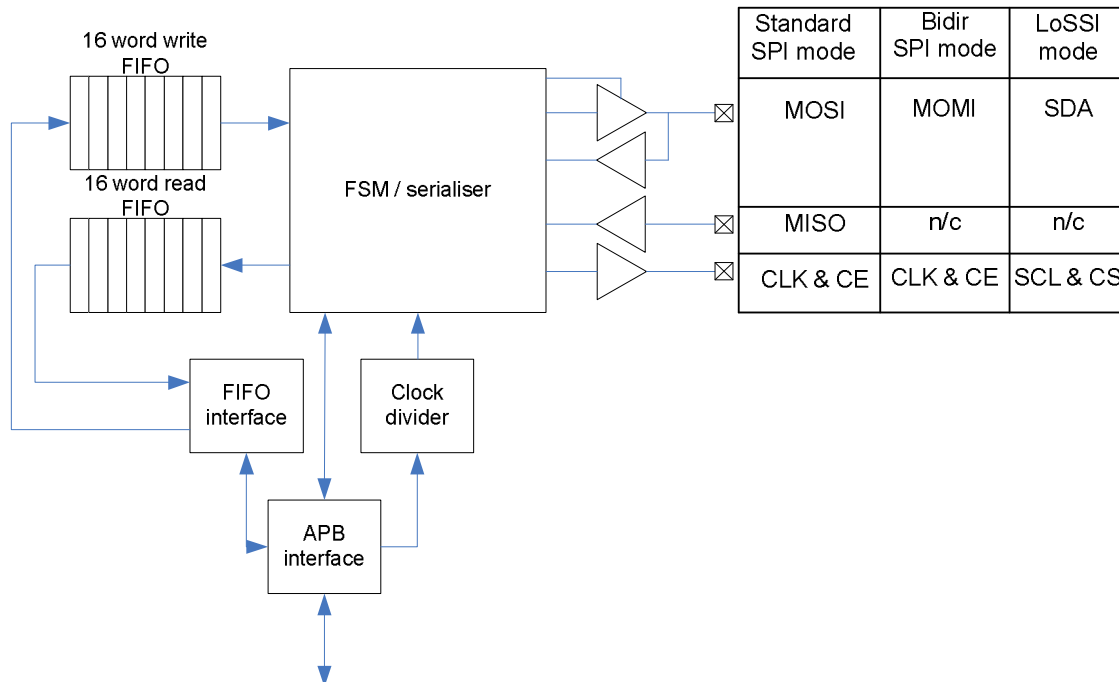 16 word write
FIFO
16 word read
FIFO
FSM / serialiser
FIFO
interface
Clock
divider
APB
interface
Standard
SPI mode
Bidir
SPI mode
LoSSI
mode
MOSI
MOMI
SDA
MISO
n/c
n/c
CLK & CE
CLK & CE
SCL & CS